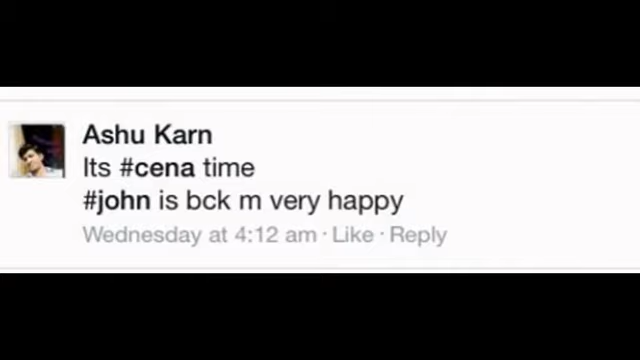 Ashu Karn
Its #cena time
#john is bck m very happy
Wednesday at 4:12 am · Like · Reply